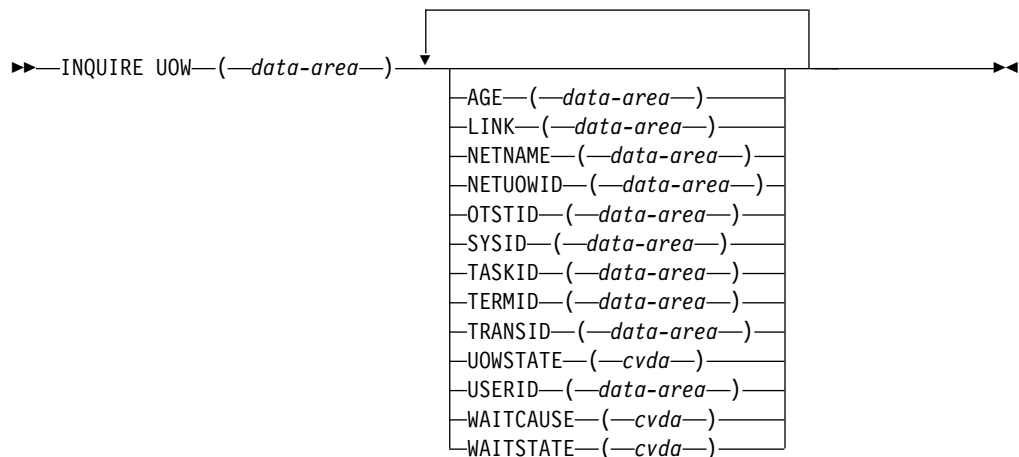 INQUIRE UOW ( data-area )
AGE ( data-area )
LINK ( data-area )
NETNAME ( data-area )
NETUOWID ( data-area )
OTSTID ( data-area )
SYSID ( data-area )
TASKID ( data-area )
TERMID ( data-area )
TRANSID ( data-area )
UOWSTATE ( cvda )
USERID ( data-area )
WAITCAUSE ( cvda )
WAITSTATE ( cvda )